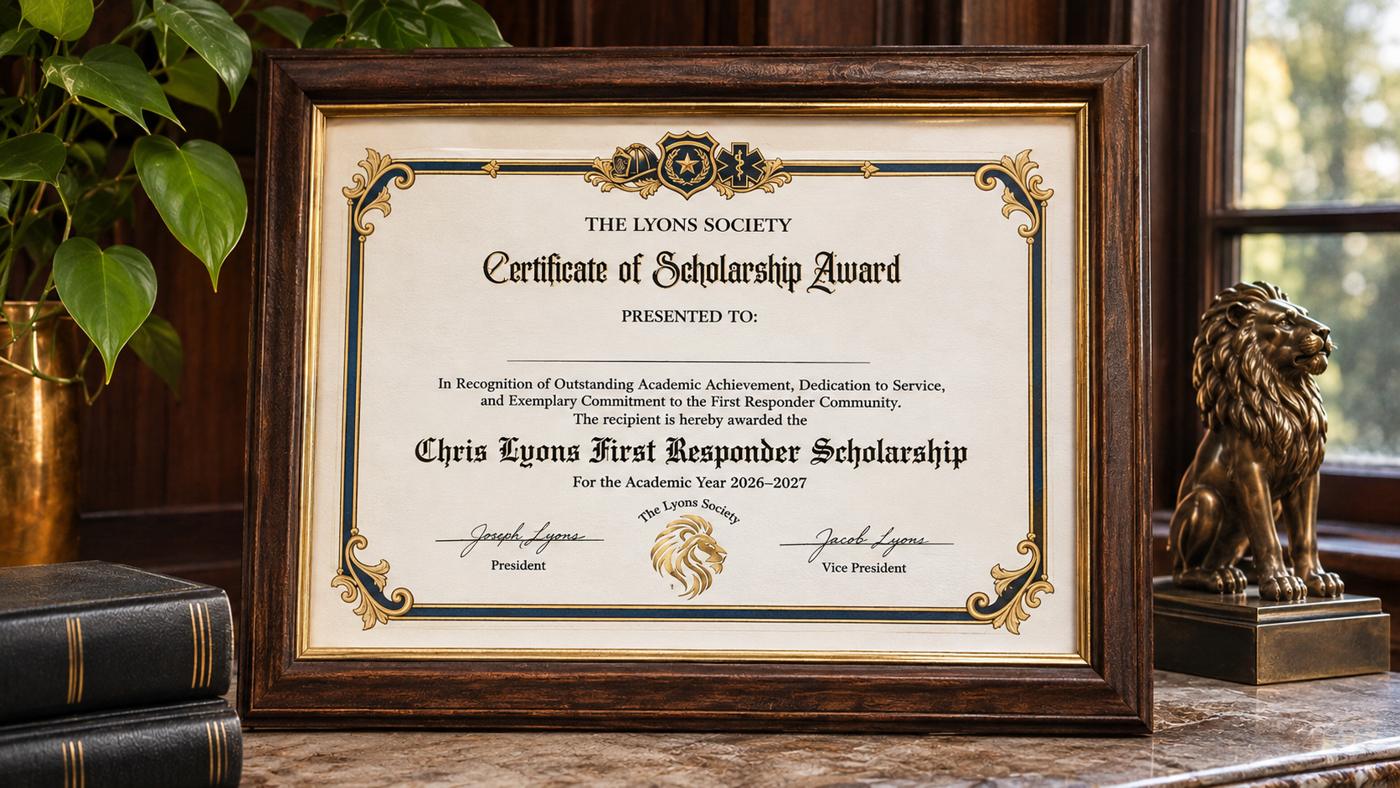 THE LYONS SOCIETY
Certificate of Scholarship Award
PRESENTED TO:
In Recognition of Outstanding Academic Achievement, Dedication to Service,
and Exemplary Commitment to the First Responder Community.
The recipient is hereby awarded the
Chris Lyons First Responder Scholarship
For the Academic Year 2026–2027
The Lyons Society
Joseph Lyons
President
Jacob Lyons
Vice President